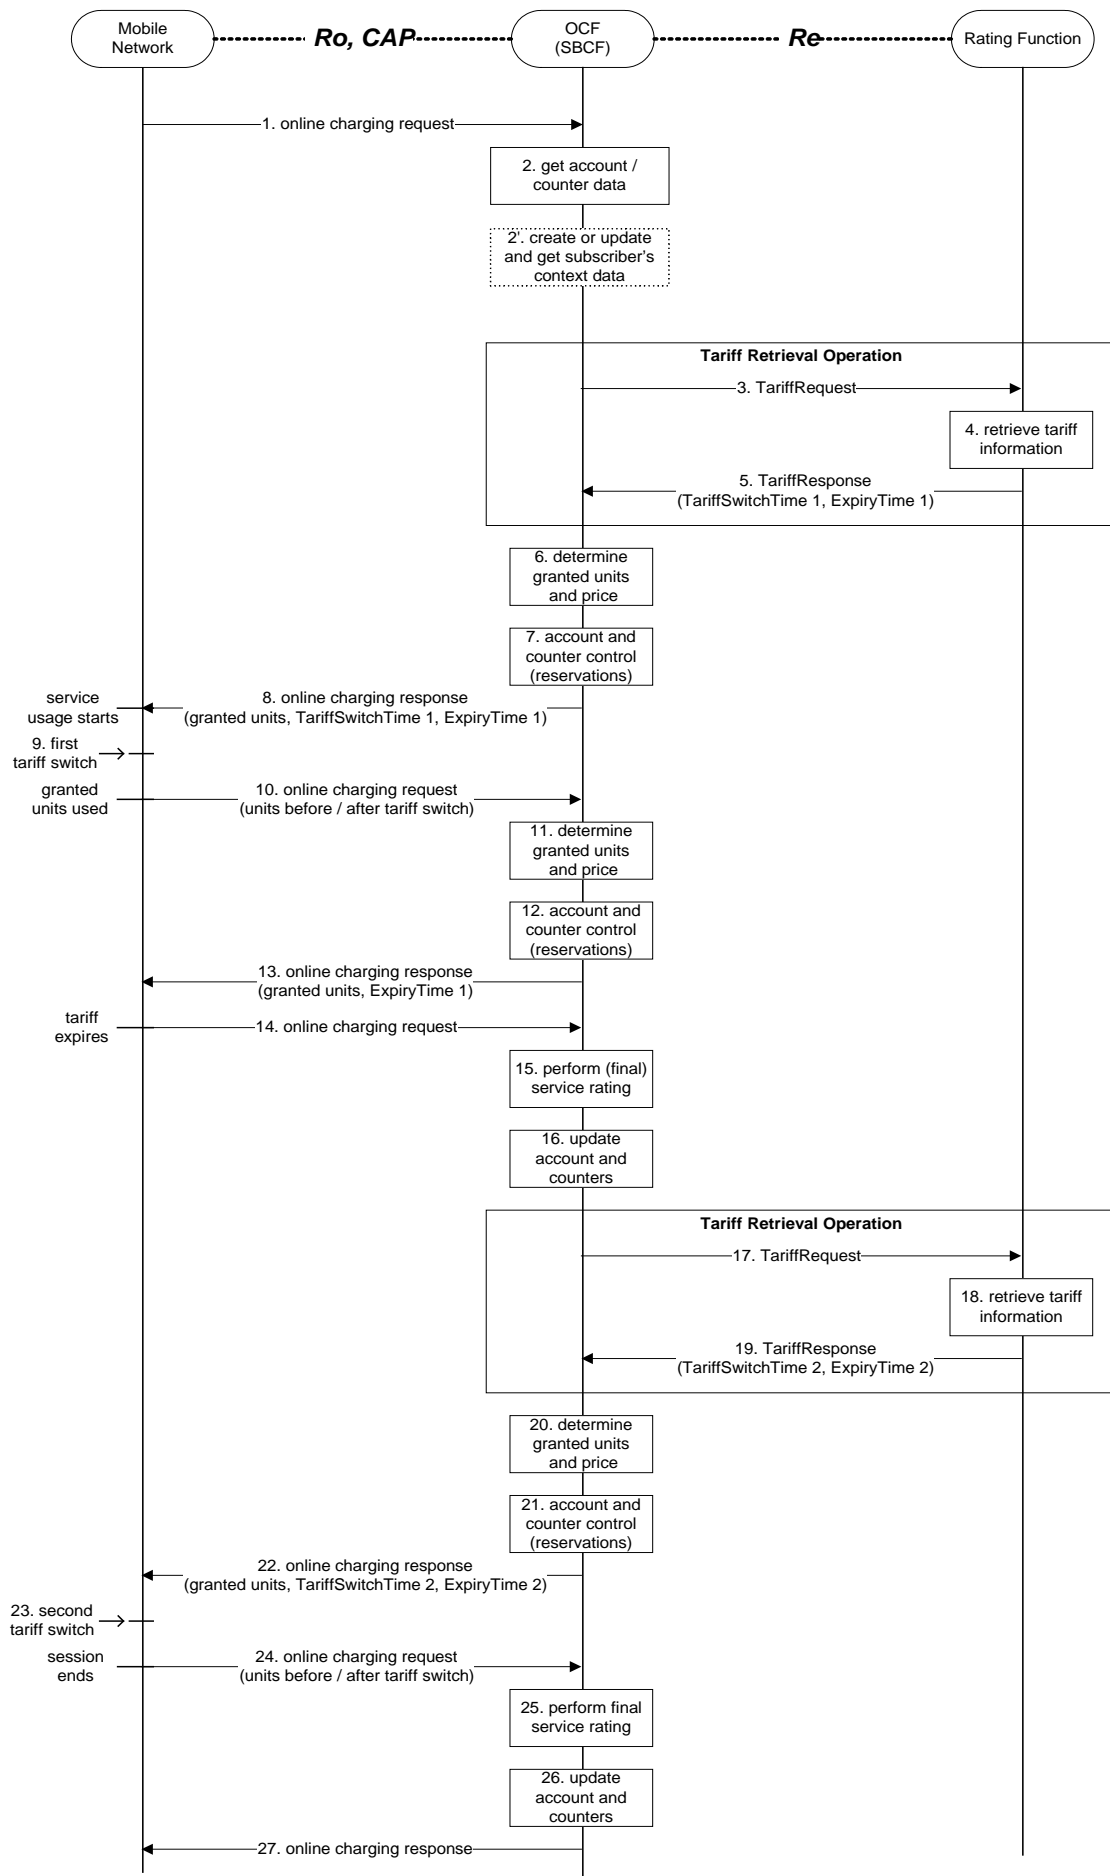 Mobile
Network
Ro, CAP
OCF
(SBCF)
Re
Rating Function
1. online charging request
2. get account /
counter data
2'. create or update
and get subscriber's
context data
Tariff Retrieval Operation
3. TariffRequest
4. retrieve tariff
information
5. TariffResponse
(TariffSwitchTime 1, ExpiryTime 1)
6. determine
granted units
and price
7. account and
counter control
(reservations)
service
usage starts
8. online charging response
(granted units, TariffSwitchTime 1, ExpiryTime 1)
9. first
tariff switch
granted
units used
10. online charging request
(units before / after tariff switch)
11. determine
granted units
and price
12. account and
counter control
(reservations)
13. online charging response
(granted units, ExpiryTime 1)
tariff
expires
14. online charging request
15. perform (final)
service rating
16. update
account and
counters
Tariff Retrieval Operation
17. TariffRequest
18. retrieve tariff
information
19. TariffResponse
(TariffSwitchTime 2, ExpiryTime 2)
20. determine
granted units
and price
21. account and
counter control
(reservations)
22. online charging response
(granted units, TariffSwitchTime 2, ExpiryTime 2)
23. second
tariff switch
session
ends
24. online charging request
(units before / after tariff switch)
25. perform final
service rating
26. update
account and
counters
27. online charging response